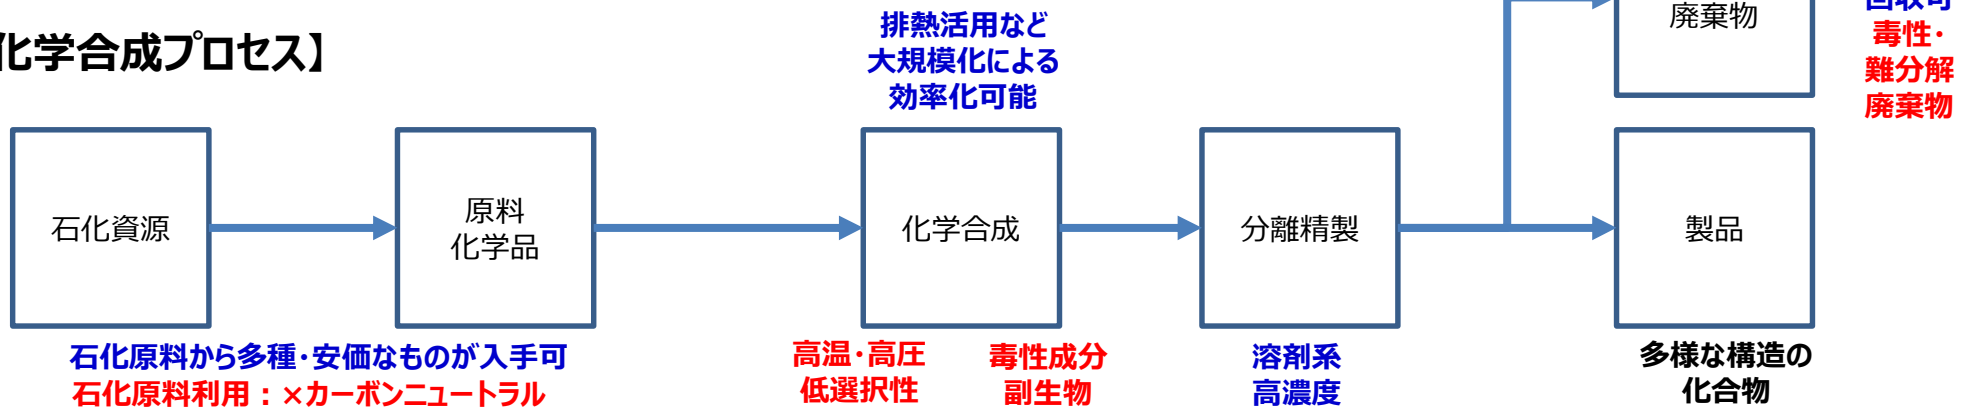 化学合成プロセス】
排熱活用など
大規模化による
効率化可能
廃棄物
回収可
毒性・
難分解
廃棄物
石化資源
原料
化学品
化学合成
分離精製
製品
石化原料から多種・安価なものが入手可
石化原料利用：×カーボンニュートラル
高温・高圧
低選択性
毒性成分
副生物
溶剤系
高濃度
多様な構造の
化合物